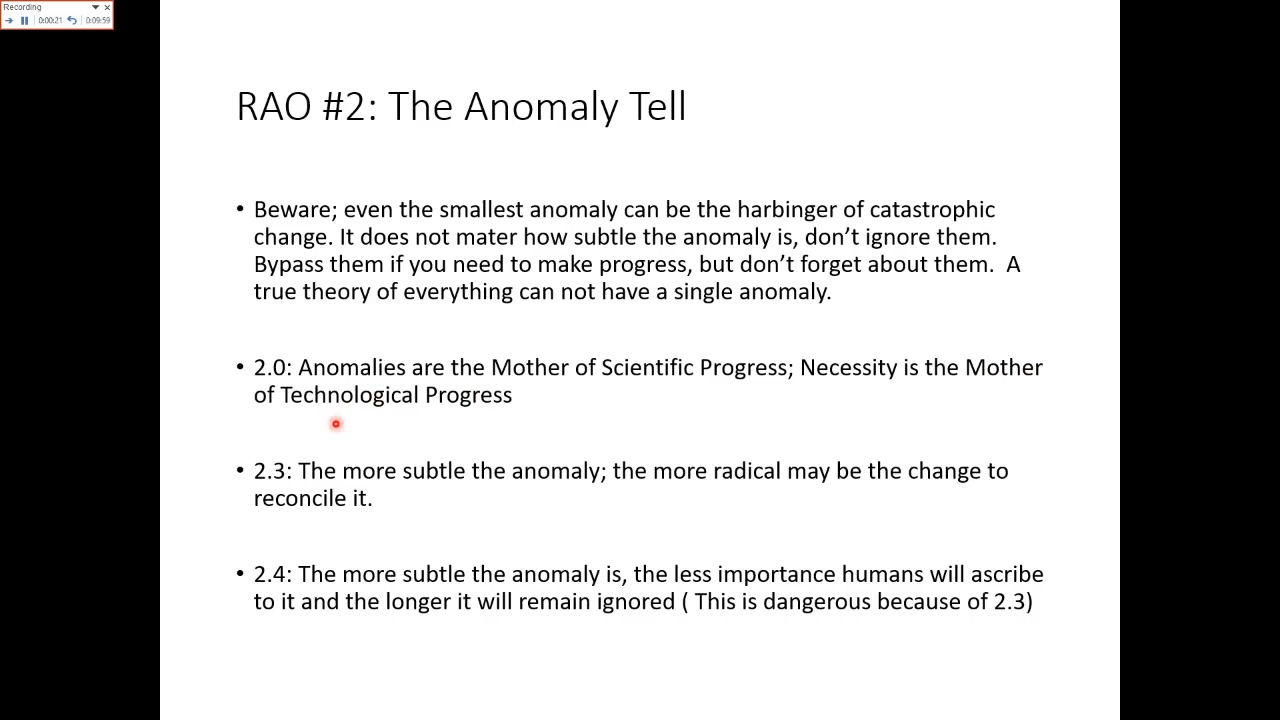 Recording
0:00:21 0:09:59
RAO #2: The Anomaly Tell
• Beware; even the smallest anomaly can be the harbinger of catastrophic
change. It does not mater how subtle the anomaly is, don’t ignore them.
Bypass them if you need to make progress, but don’t forget about them.  A
true theory of everything can not have a single anomaly.
• 2.0: Anomalies are the Mother of Scientific Progress; Necessity is the Mother
of Technological Progress
• 2.3: The more subtle the anomaly; the more radical may be the change to
reconcile it.
• 2.4: The more subtle the anomaly is, the less importance humans will ascribe
to it and the longer it will remain ignored ( This is dangerous because of 2.3)